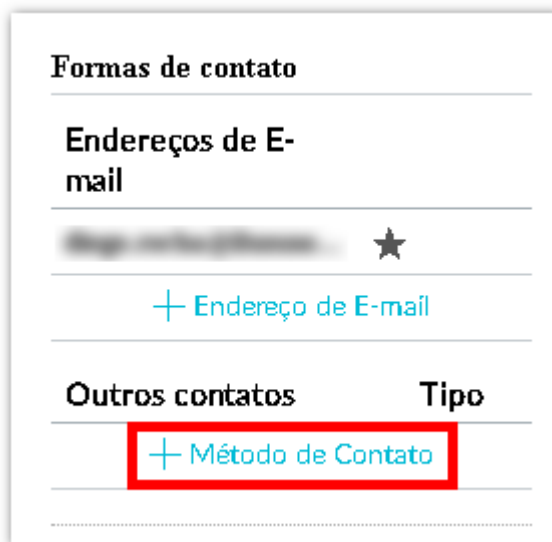 Formas de contato
Endereços de E-
mail
+ Endereço de E-mail
Outros contatos Tipo
+ Método de Contato